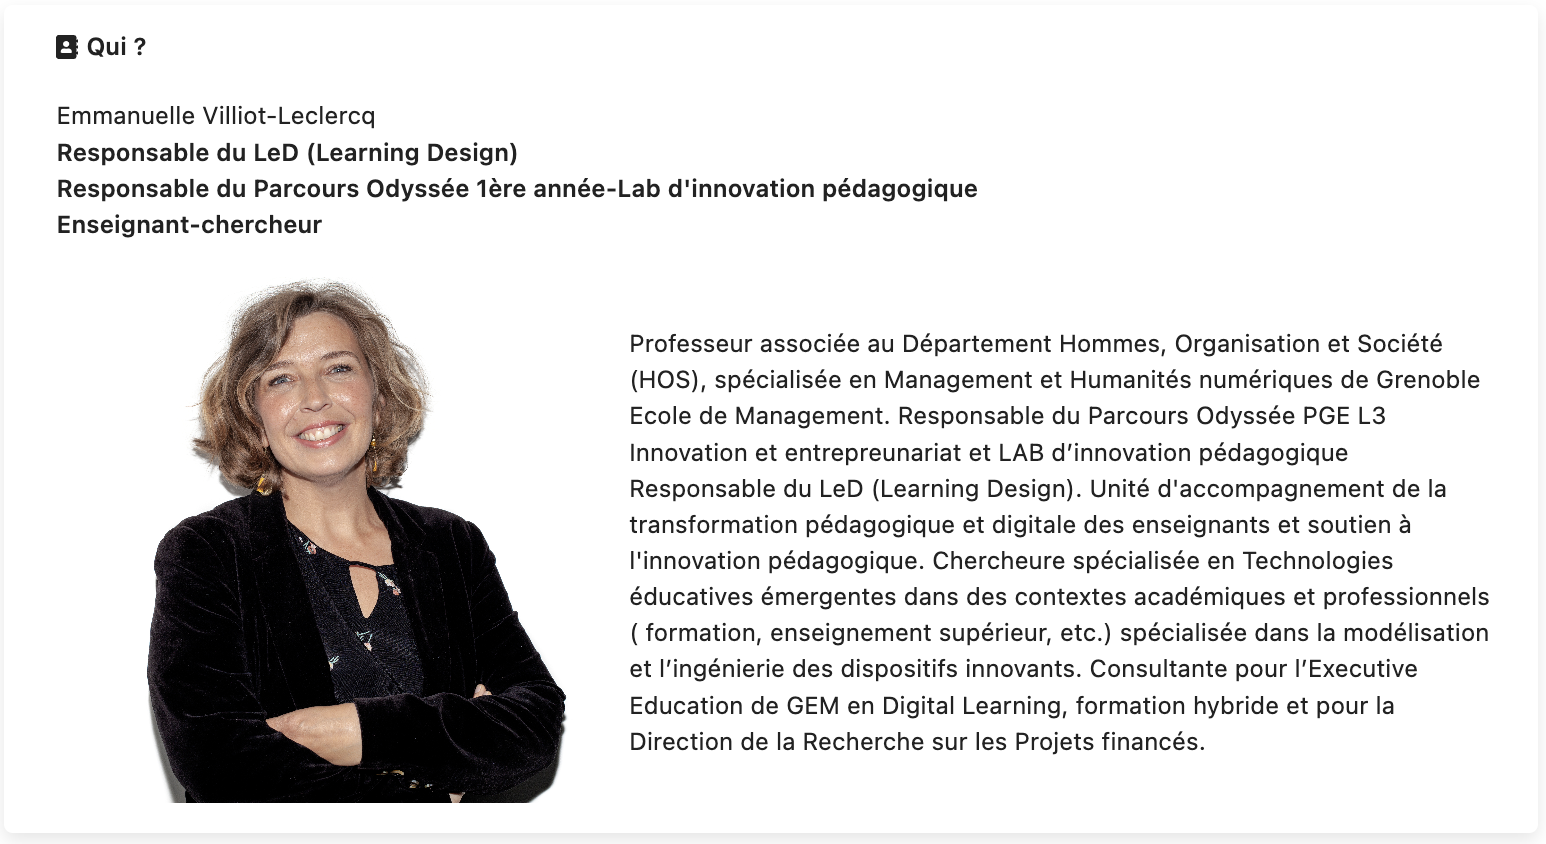 Qui ?
Emmanuelle Villiot-Leclercq
Responsable du LeD (Learning Design)
Responsable du Parcours Odyssée 1ère année-Lab d'innovation pédagogique
Enseignant-chercheur
Professeur associée au Département Hommes, Organisation et Société
(HOS), spécialisée en Management et Humanités numériques de Grenoble
Ecole de Management. Responsable du Parcours Odyssée PGE L3
Innovation et entrepreunariat et LAB d’innovation pédagogique
Responsable du LeD (Learning Design). Unité d'accompagnement de la
transformation pédagogique et digitale des enseignants et soutien à
l'innovation pédagogique. Chercheure spécialisée en Technologies
éducatives émergentes dans des contextes académiques et professionnels
( formation, enseignement supérieur, etc.) spécialisée dans la modélisation
et l’ingénierie des dispositifs innovants. Consultante pour l’Executive
Education de GEM en Digital Learning, formation hybride et pour la
Direction de la Recherche sur les Projets financés.